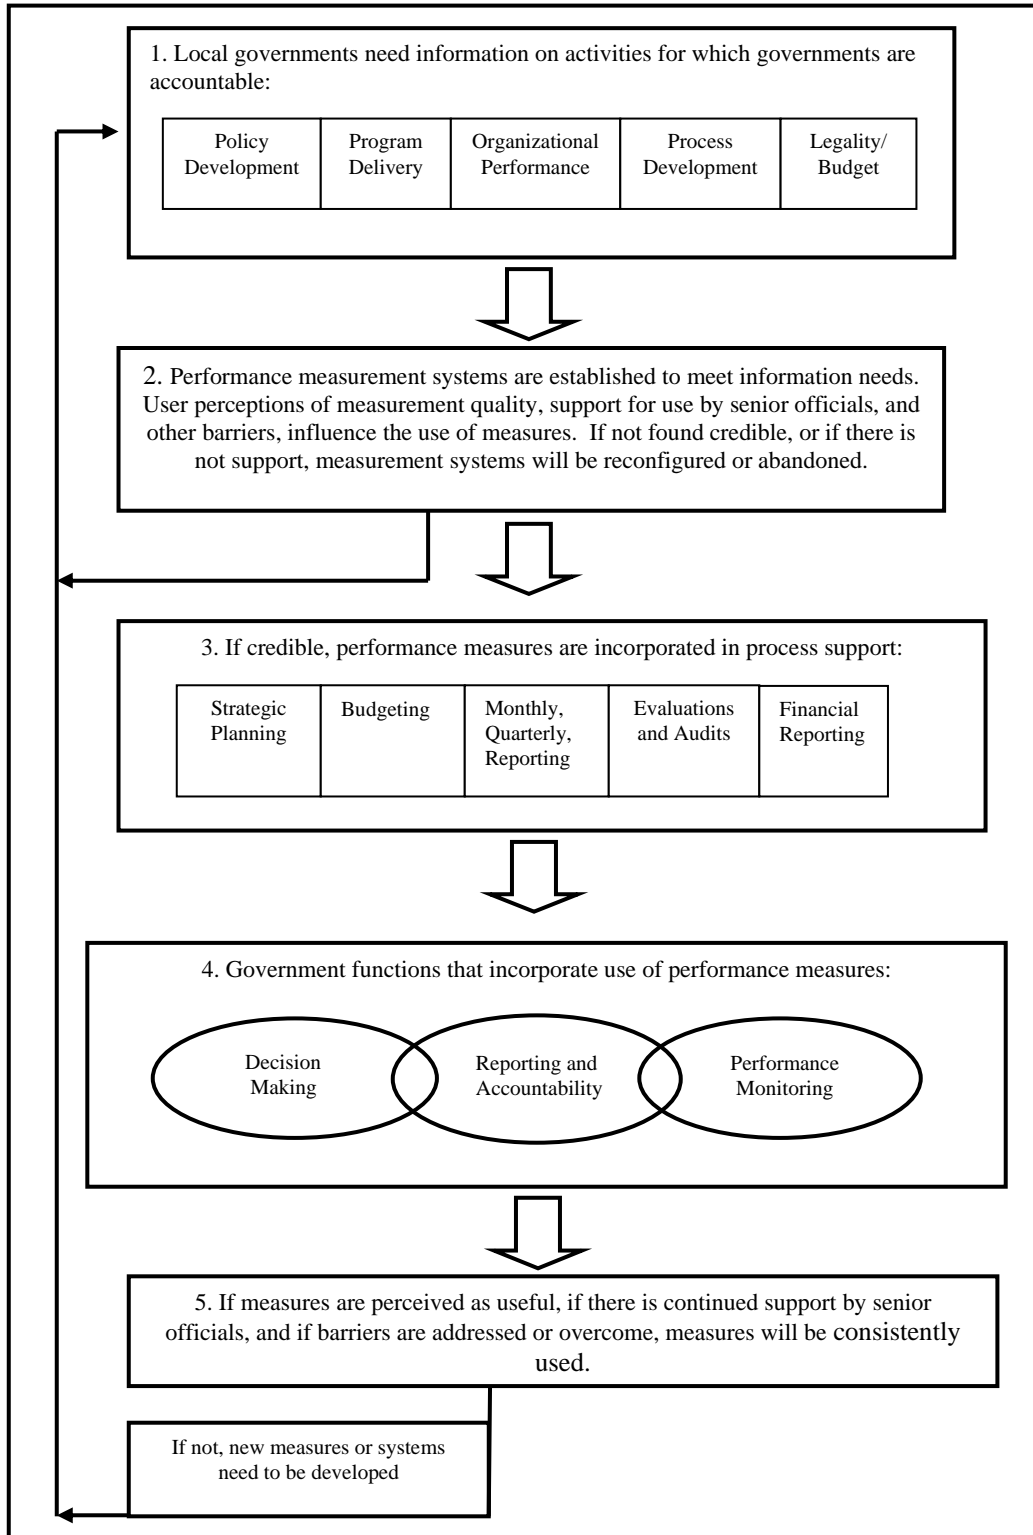 1. Local governments need information on activities for which governments are
accountable:
Policy
Development
Program
Delivery
Organizational
Performance
Process
Development
Legality/
Budget
2. Performance measurement systems are established to meet information needs.
User perceptions of measurement quality, support for use by senior officials, and
other barriers, influence the use of measures.  If not found credible, or if there is
not support, measurement systems will be reconfigured or abandoned.
3. If credible, performance measures are incorporated in process support:
Strategic
Planning
Budgeting
Monthly,
Quarterly,
Reporting
Evaluations
and Audits
Financial
Reporting
4. Government functions that incorporate use of performance measures:
Decision
Making
Reporting and
Accountability
Performance
Monitoring
5. If measures are perceived as useful, if there is continued support by senior
officials, and if barriers are addressed or overcome, measures will be consistently
used.
If not, new measures or systems
need to be developed